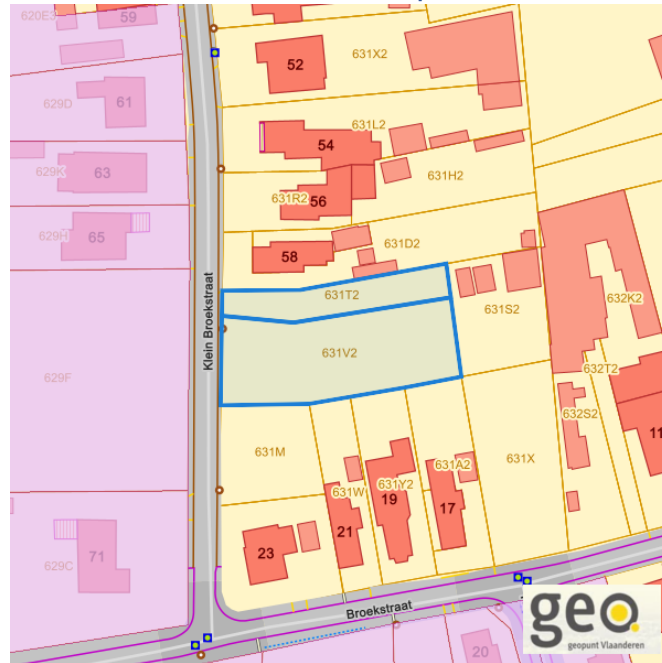 620E3
59
52
631X2
629D
61
631L2
54
629K
63
631H2
631R2
56
629H
65
58
631D2
631T2
632K2
Klein Broekstraat
631S2
631V2
629F
632T2
632S2
11
631M
631X
631A2
631W
631Y2
19
17
21
23
71
629C
Broekstraat
20
geo
geopunt Vlaanderen